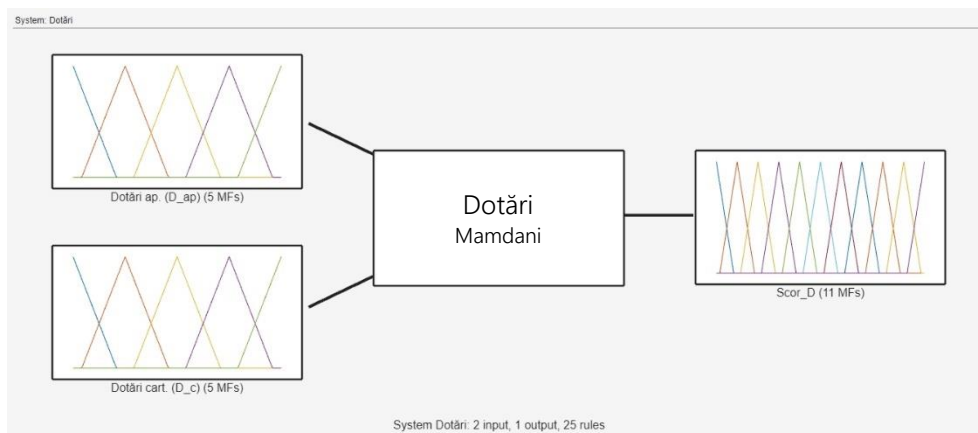 System: Dotări
Dotări ap. (D_ap) (5 MFs)
Dotări
Mamdani
Scor_D (11 MFs)
Dotări cart. (D_c) (5 MFs)
System Dotări: 2 input, 1 output, 25 rules